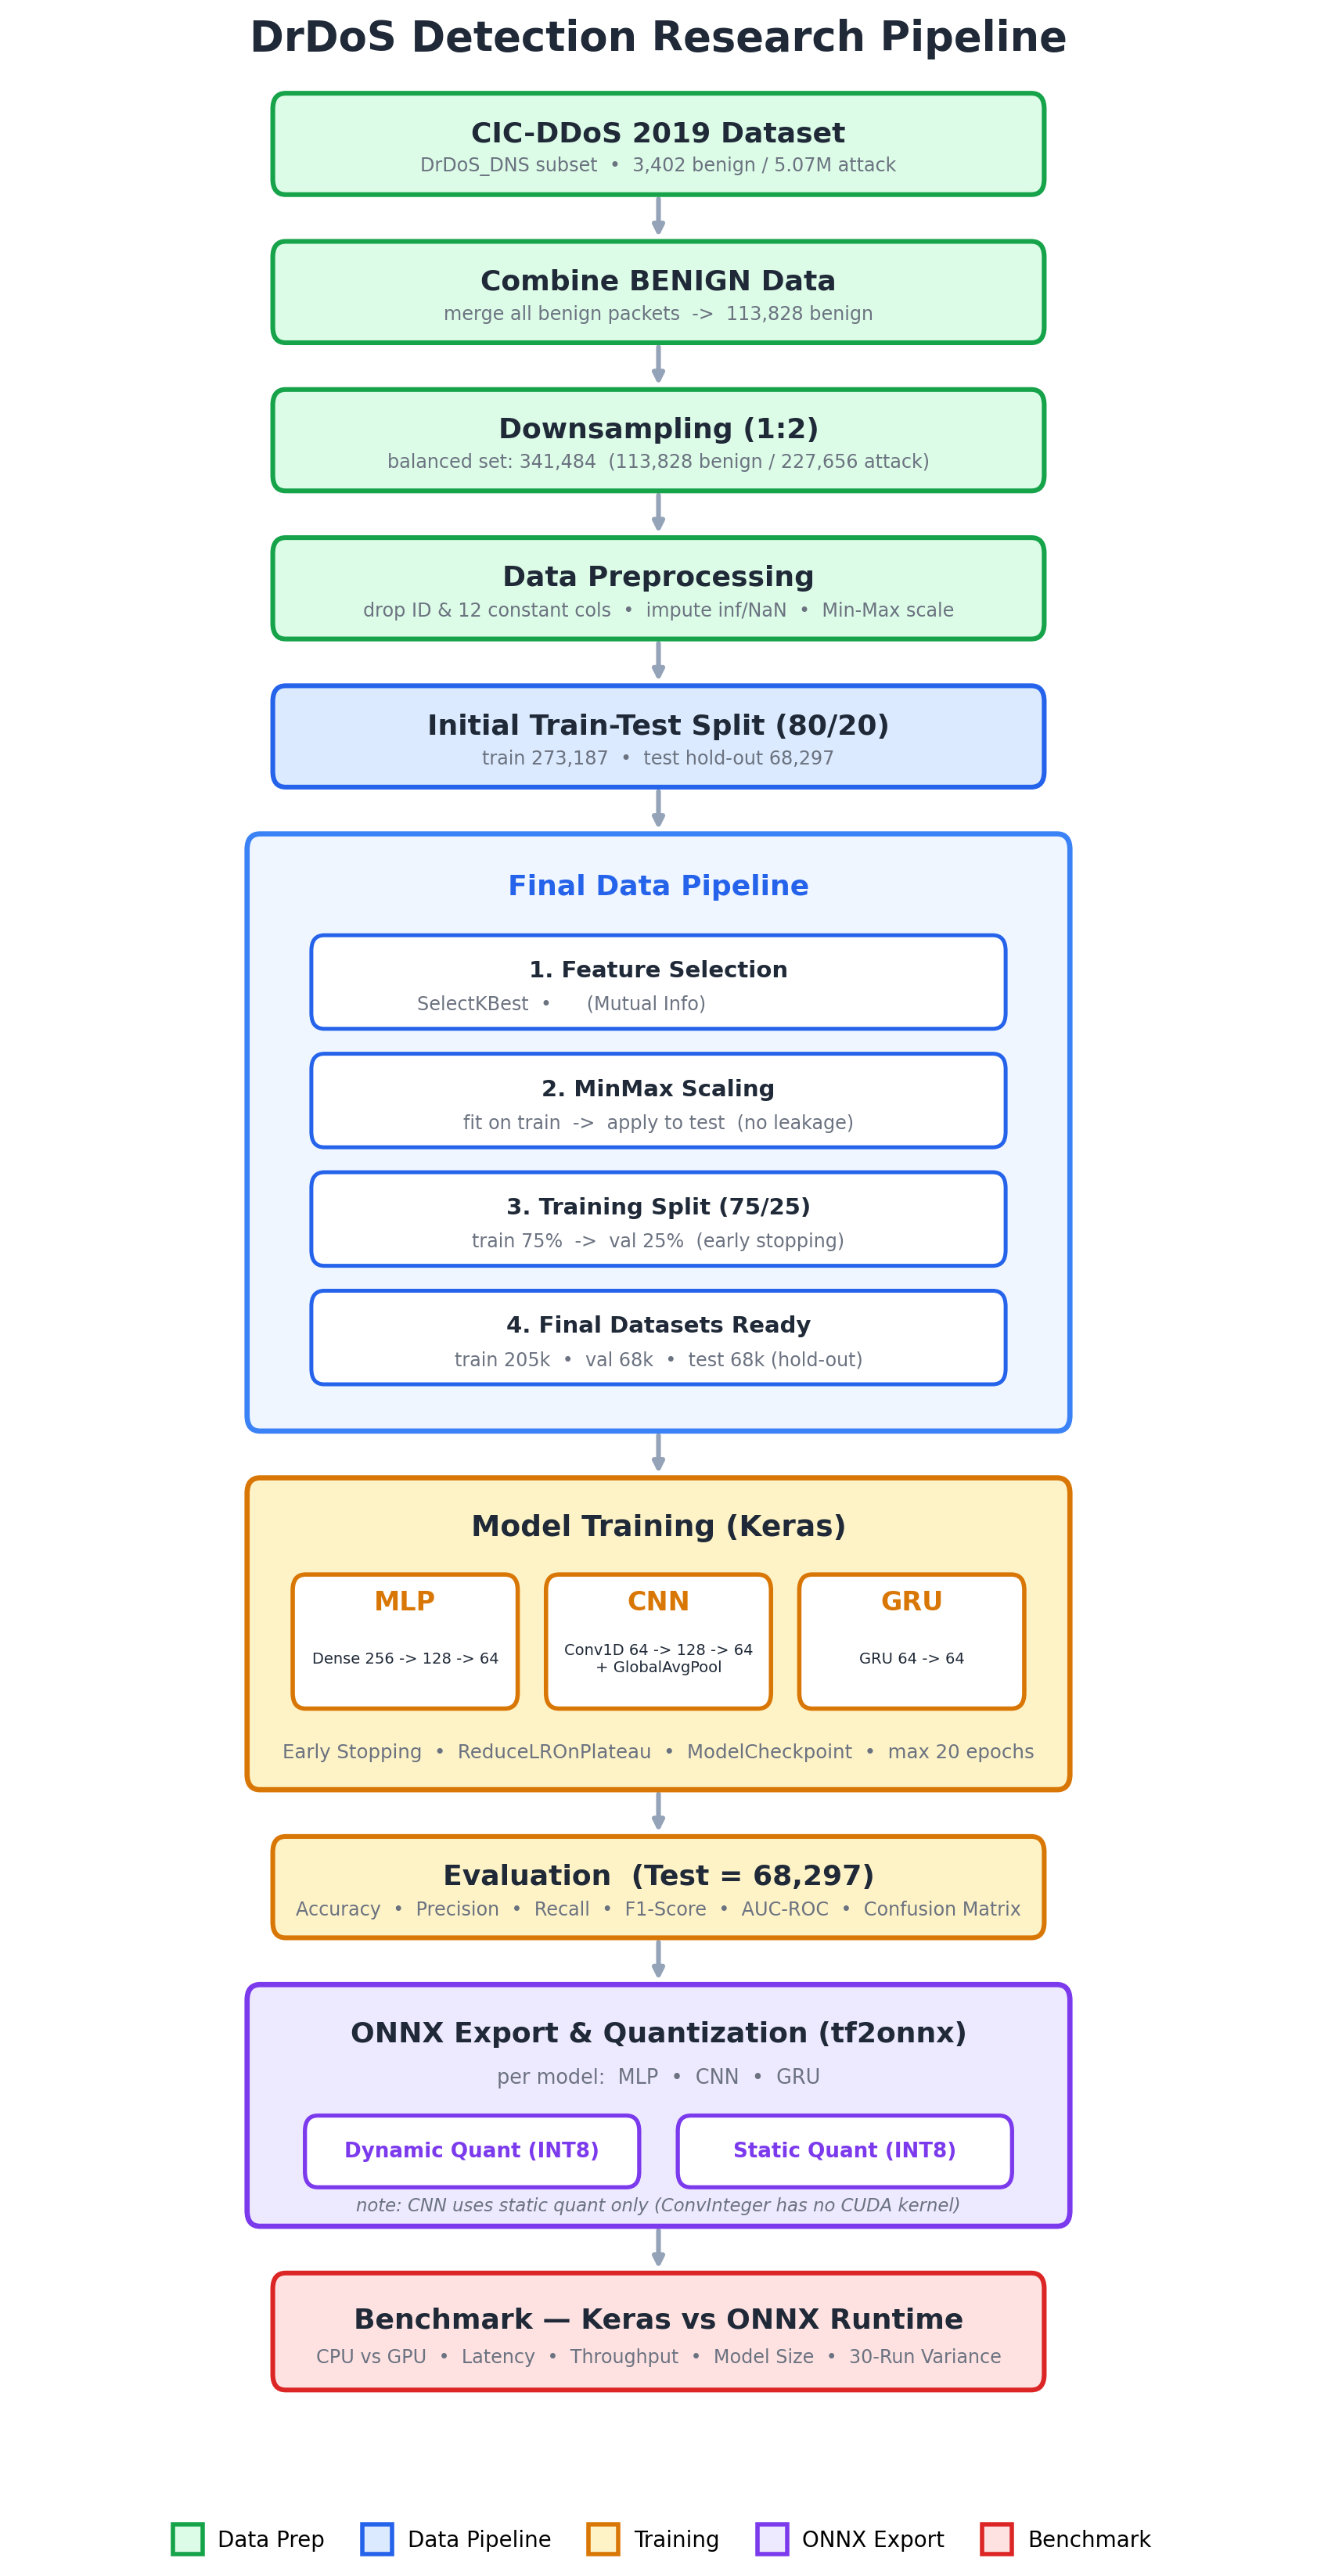 DrDoS Detection Research Pipeline
CIC-DDoS 2019 Dataset
DrDoS_DNS subset • 3,402 benign / 5.07M attack
Combine BENIGN Data
merge all benign packets -> 113,828 benign
Downsampling (1:2)
balanced set: 341,484 (113,828 benign / 227,656 attack)
Data Preprocessing
drop ID & 12 constant cols • impute inf/NaN • Min-Max scale
Initial Train-Test Split (80/20)
train 273,187 • test hold-out 68,297
Final Data Pipeline
1. Feature Selection
SelectKBest • (Mutual Info)
2. MinMax Scaling
fit on train -> apply to test (no leakage)
3. Training Split (75/25)
train 75% -> val 25% (early stopping)
4. Final Datasets Ready
train 205k • val 68k • test 68k (hold-out)
Model Training (Keras)
MLP
Dense 256 -> 128 -> 64
CNN
Conv1D 64 -> 128 -> 64
+ GlobalAvgPool
GRU
GRU 64 -> 64
Early Stopping • ReduceLROnPlateau • ModelCheckpoint • max 20 epochs
Evaluation (Test = 68,297)
Accuracy • Precision • Recall • F1-Score • AUC-ROC • Confusion Matrix
ONNX Export & Quantization (tf2onnx)
per model: MLP • CNN • GRU
Dynamic Quant (INT8)
Static Quant (INT8)
note: CNN uses static quant only (ConvInteger has no CUDA kernel)
Benchmark — Keras vs ONNX Runtime
CPU vs GPU • Latency • Throughput • Model Size • 30-Run Variance
Data Prep
Data Pipeline
Training
ONNX Export
Benchmark